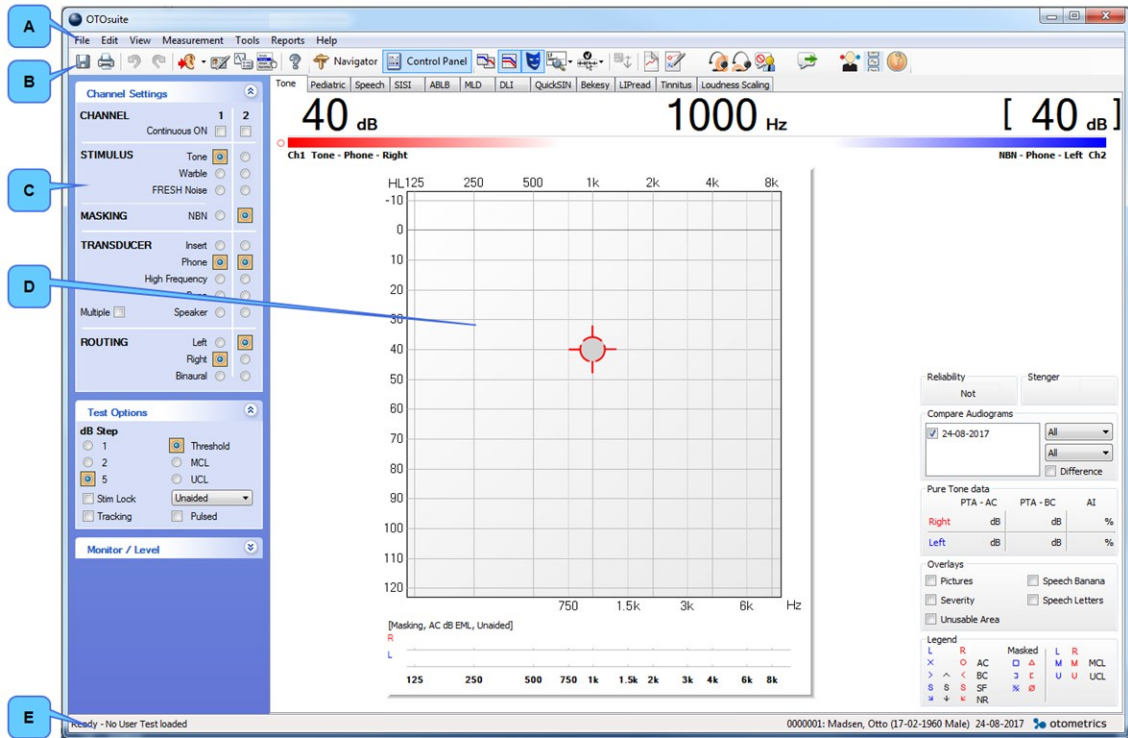 A
B
C
D
E
OTOsuite
File Edit View Measurement Tools Reports Help
Navigator Control Panel
Channel Settings
CHANNEL 1 2
Continuous ON
STIMULUS Tone
Warble
FRESH Noise
MASKING NBN
TRANSDUCER Insert
Phone
High Frequency
Multiple Speaker
ROUTING Left
Right
Binaural
Test Options
dB Step
1 Threshold
2 MCL
5 UCL
Stim Lock Unaided
Tracking Pulsed
Monitor / Level
Tone Pediatric Speech SISI ABLB MLD DLI QuickSIN Bekesy LIPread Tinnitus Loudness Scaling
40 dB 1000 Hz [ 40 dB ]
Ch1 Tone - Phone - Right NBN - Phone - Left Ch2
HL 125 250 500 1k 2k 4k 8k
-10
0
10
20
30
40
50
60
70
80
90
100
110
120
750 1.5k 3k 6k Hz
[Masking, AC dB EML, Unaided]
R
L
125 250 500 750 1k 1.5k 2k 3k 4k 6k 8k
Reliability Stenger
Not
Compare Audiograms
24-08-2017 All
All
Difference
Pure Tone data
PTA - AC PTA - BC AI
Right dB dB %
Left dB dB %
Overlays
Pictures Speech Banana
Severity Speech Letters
Unusable Area
Legend
L R Masked L R
X O AC M M MCL
> ^ < BC U U UCL
S S S SF
NR
Ready - No User Test loaded 0000001: Madsen, Otto (17-02-1960 Male) 24-08-2017 otometrics